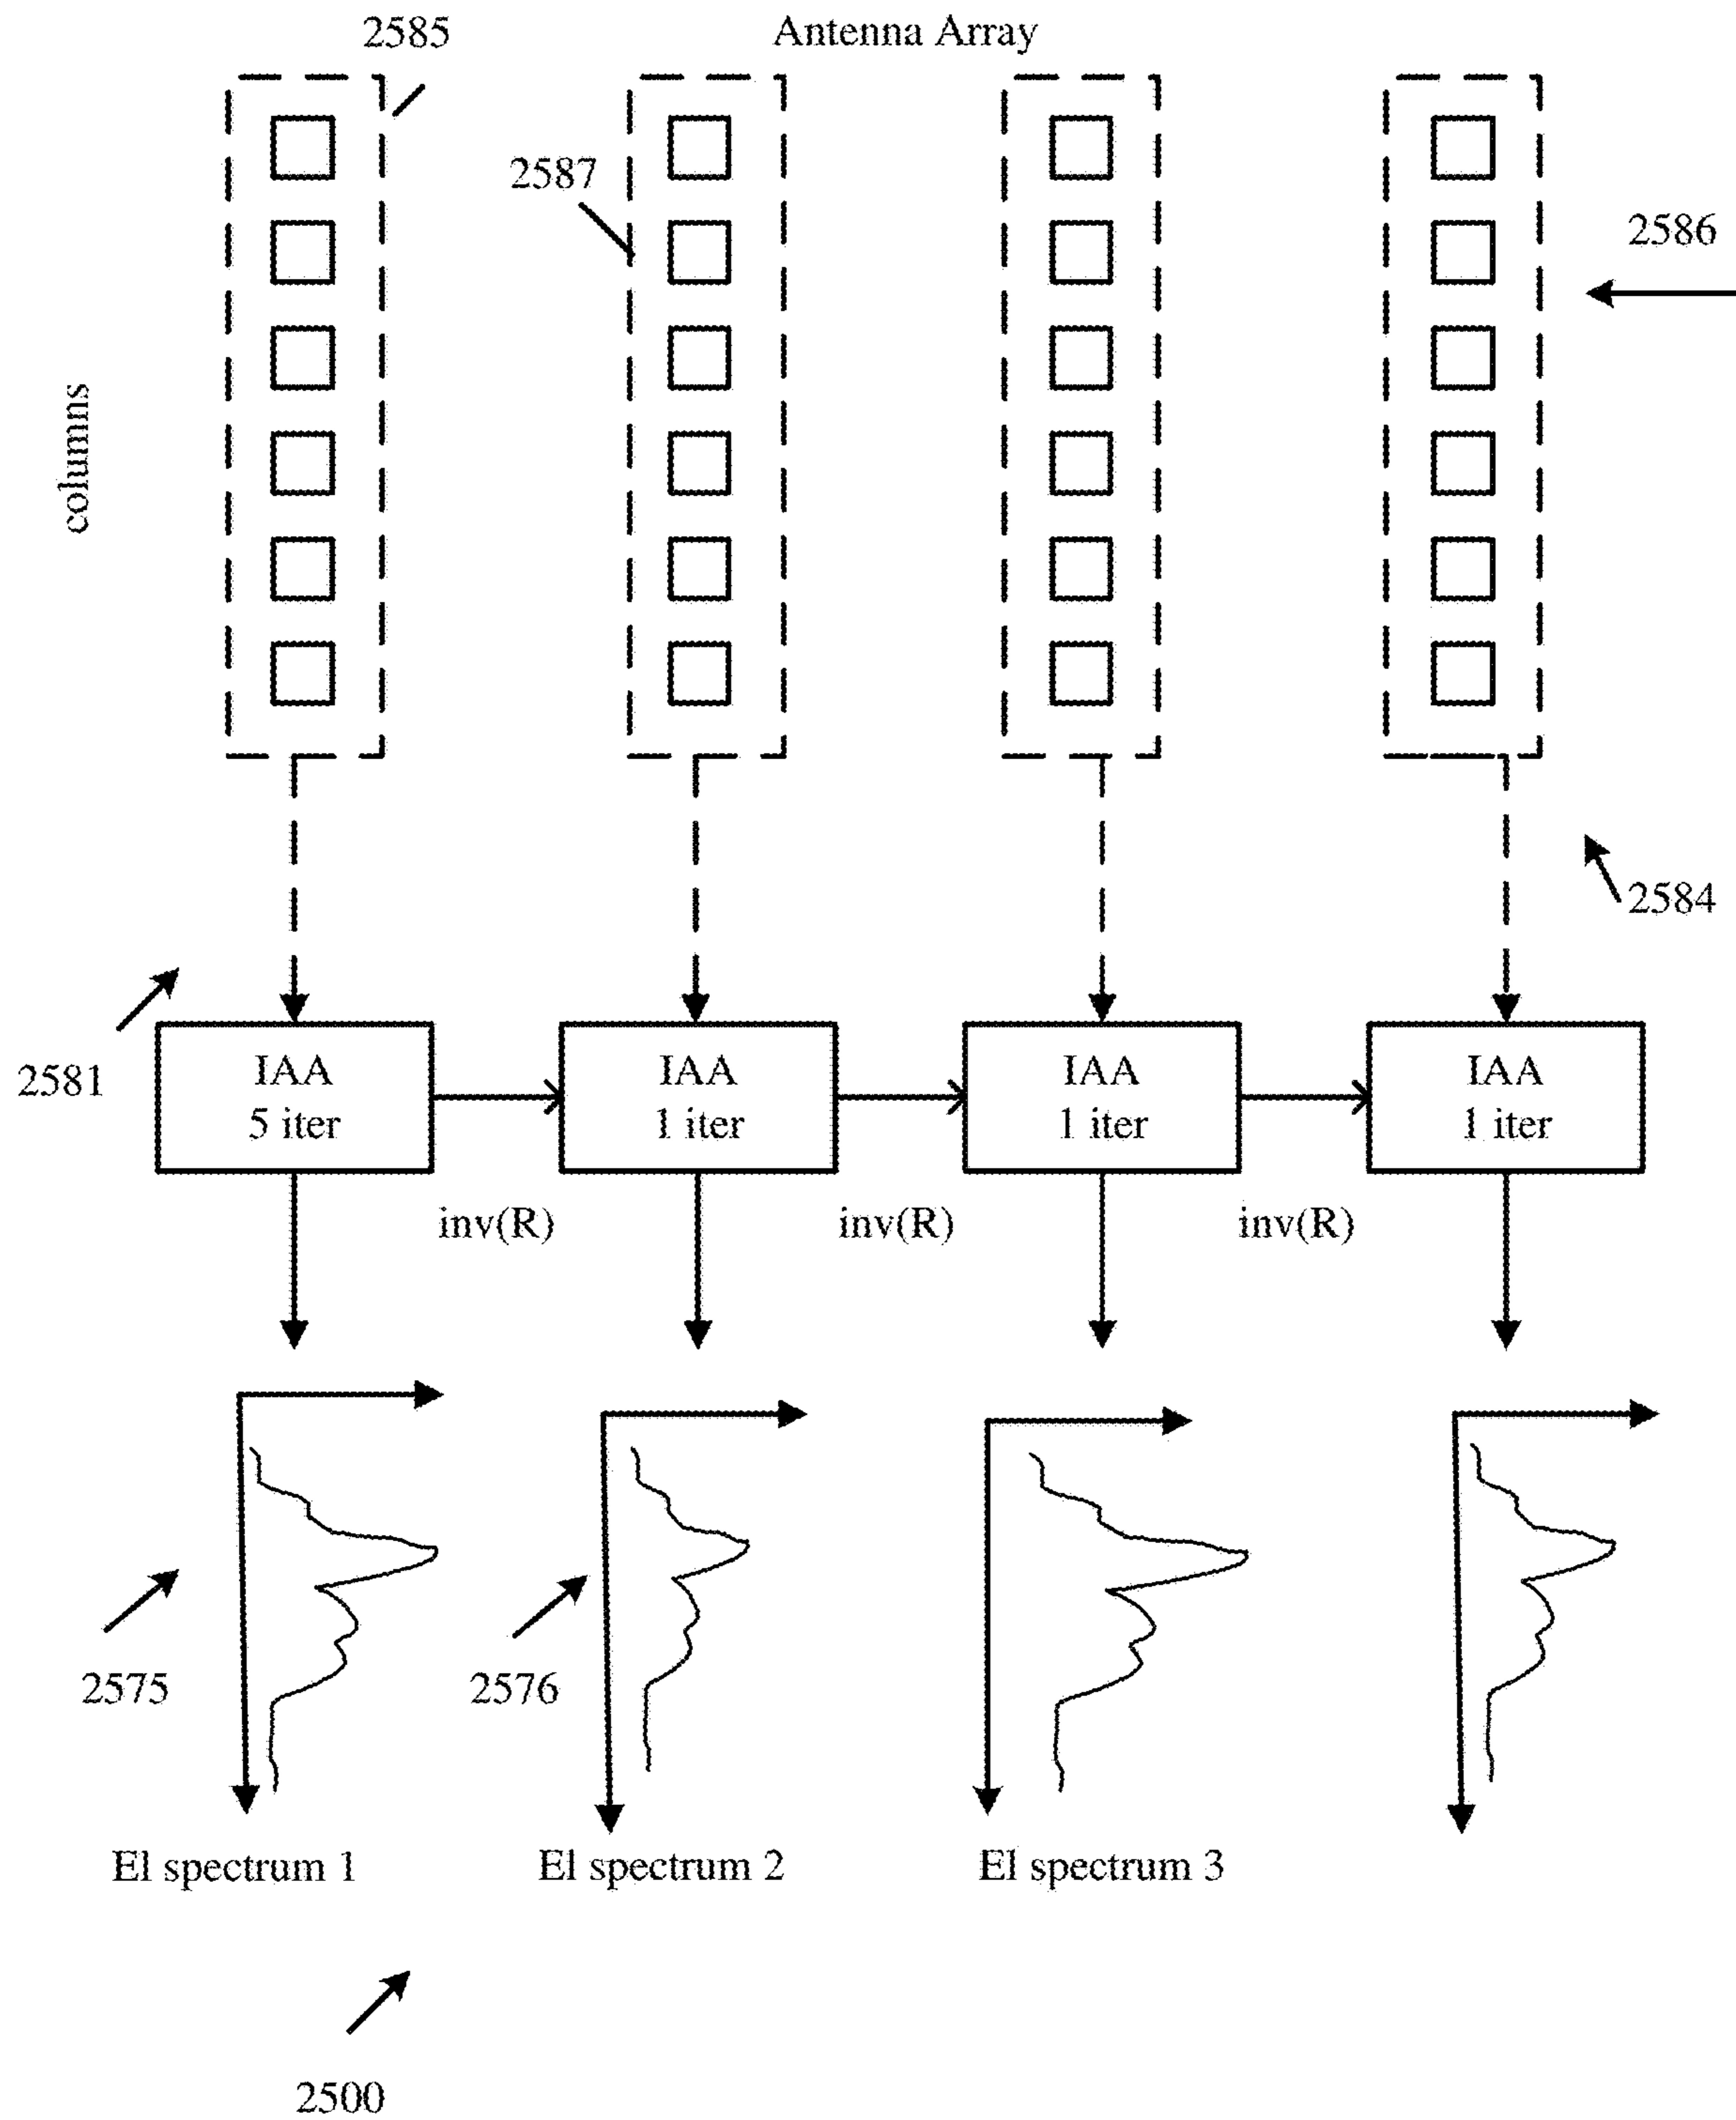 2585
Antenna Array
2587
2586
columns
2584
2581
IAA
5 iter
IAA
1 iter
IAA
1 iter
IAA
1 iter
inv(R)
inv(R)
inv(R)
2575
2576
El spectrum 1
El spectrum 2
El spectrum 3
2500